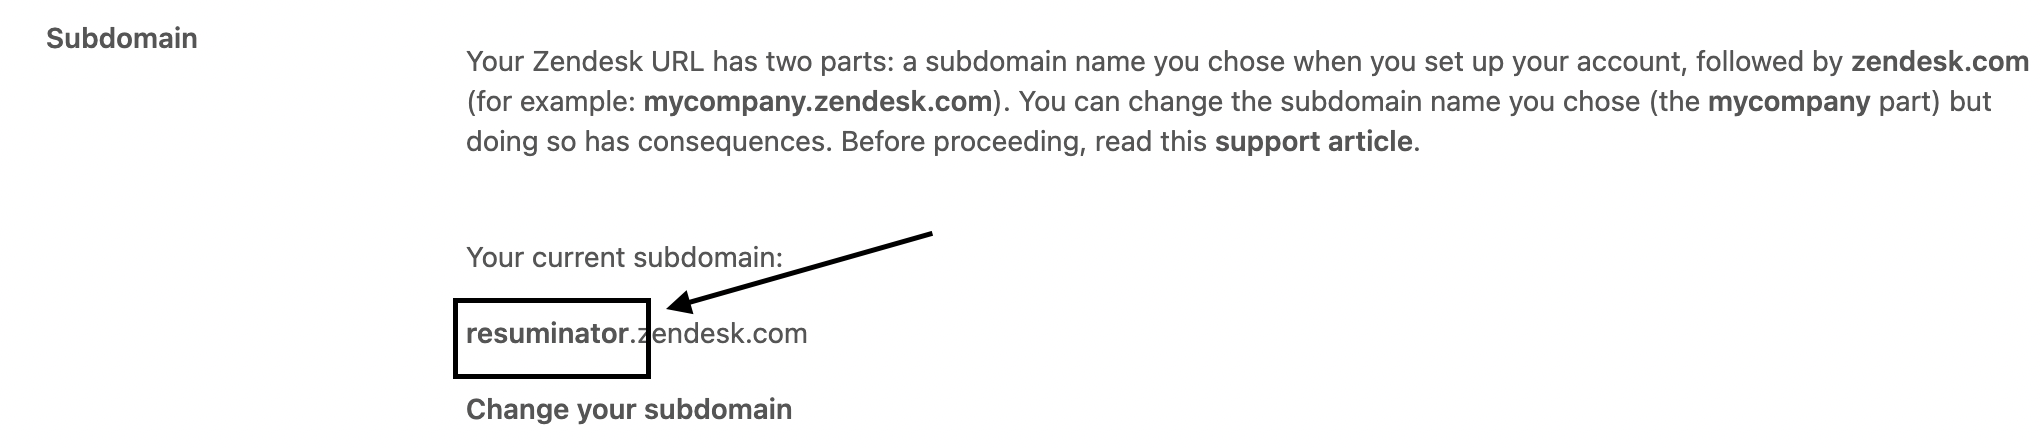 Subdomain
Your Zendesk URL has two parts: a subdomain name you chose when you set up your account, followed by zendesk.com
(for example: mycompany.zendesk.com). You can change the subdomain name you chose (the mycompany part) but
doing so has consequences. Before proceeding, read this support article.
Your current subdomain:
resuminator.zendesk.com
Change your subdomain